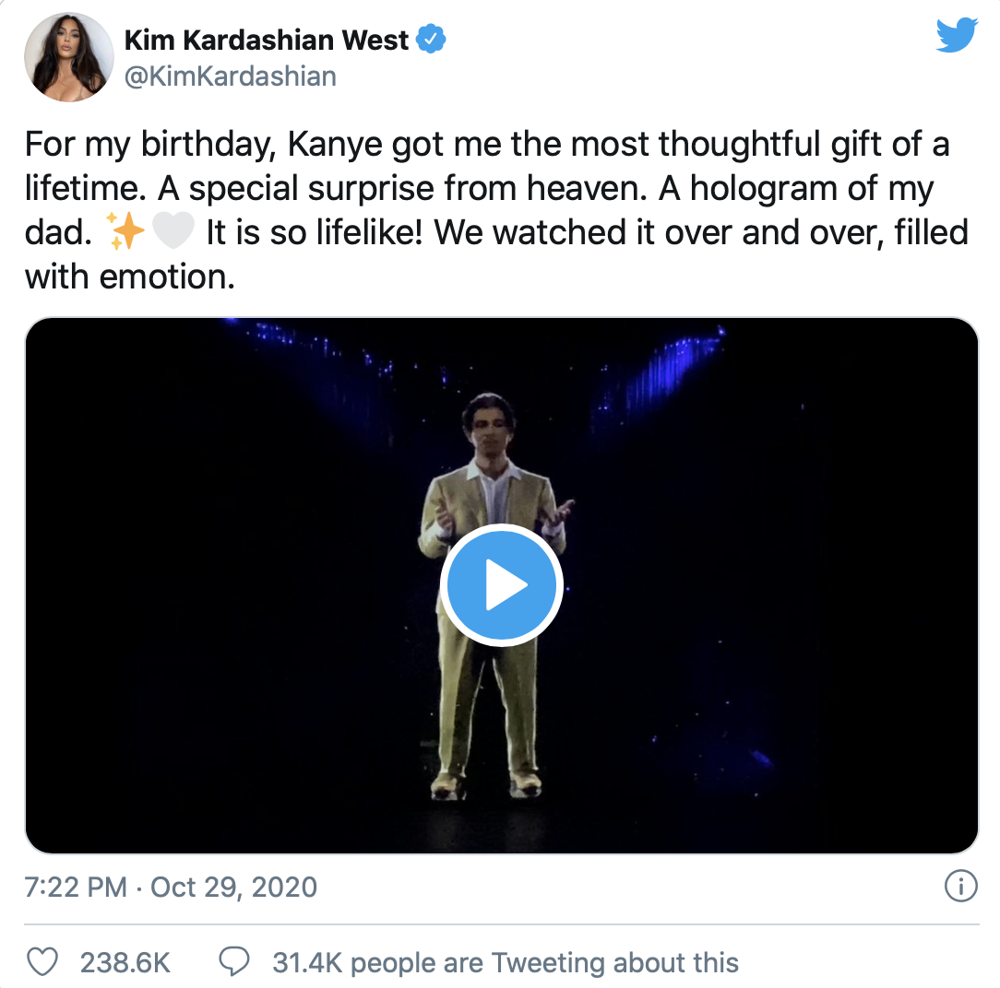 Kim Kardashian West
@KimKardashian
For my birthday, Kanye got me the most thoughtful gift of a
lifetime. A special surprise from heaven. A hologram of my
dad. ✨🤍 It is so lifelike! We watched it over and over, filled
with emotion.
7:22 PM · Oct 29, 2020
238.6K
31.4K people are Tweeting about this